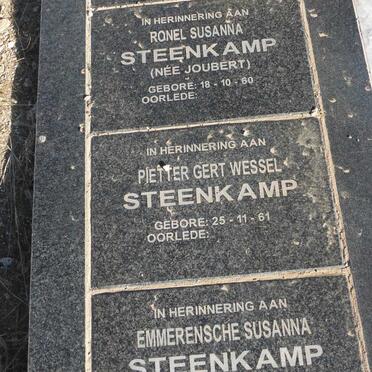 IN HERINNERING AAN
RONEL SUSANNA
STEENKAMP
(NÉE JOUBERT)
GEBORE: 18 - 10 - 60
OORLEDE:
IN HERINNERING AAN
PIETTER GERT WESSEL
STEENKAMP
GEBORE: 25 - 11 - 61
OORLEDE:
IN HERINNERING AAN
EMMERENSCHE SUSANNA
STEENKAMP